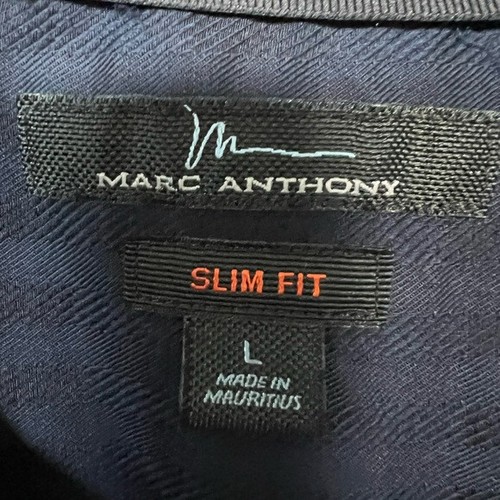 MARC ANTHONY
SLIM FIT
L
MADE IN
MAURITIUS